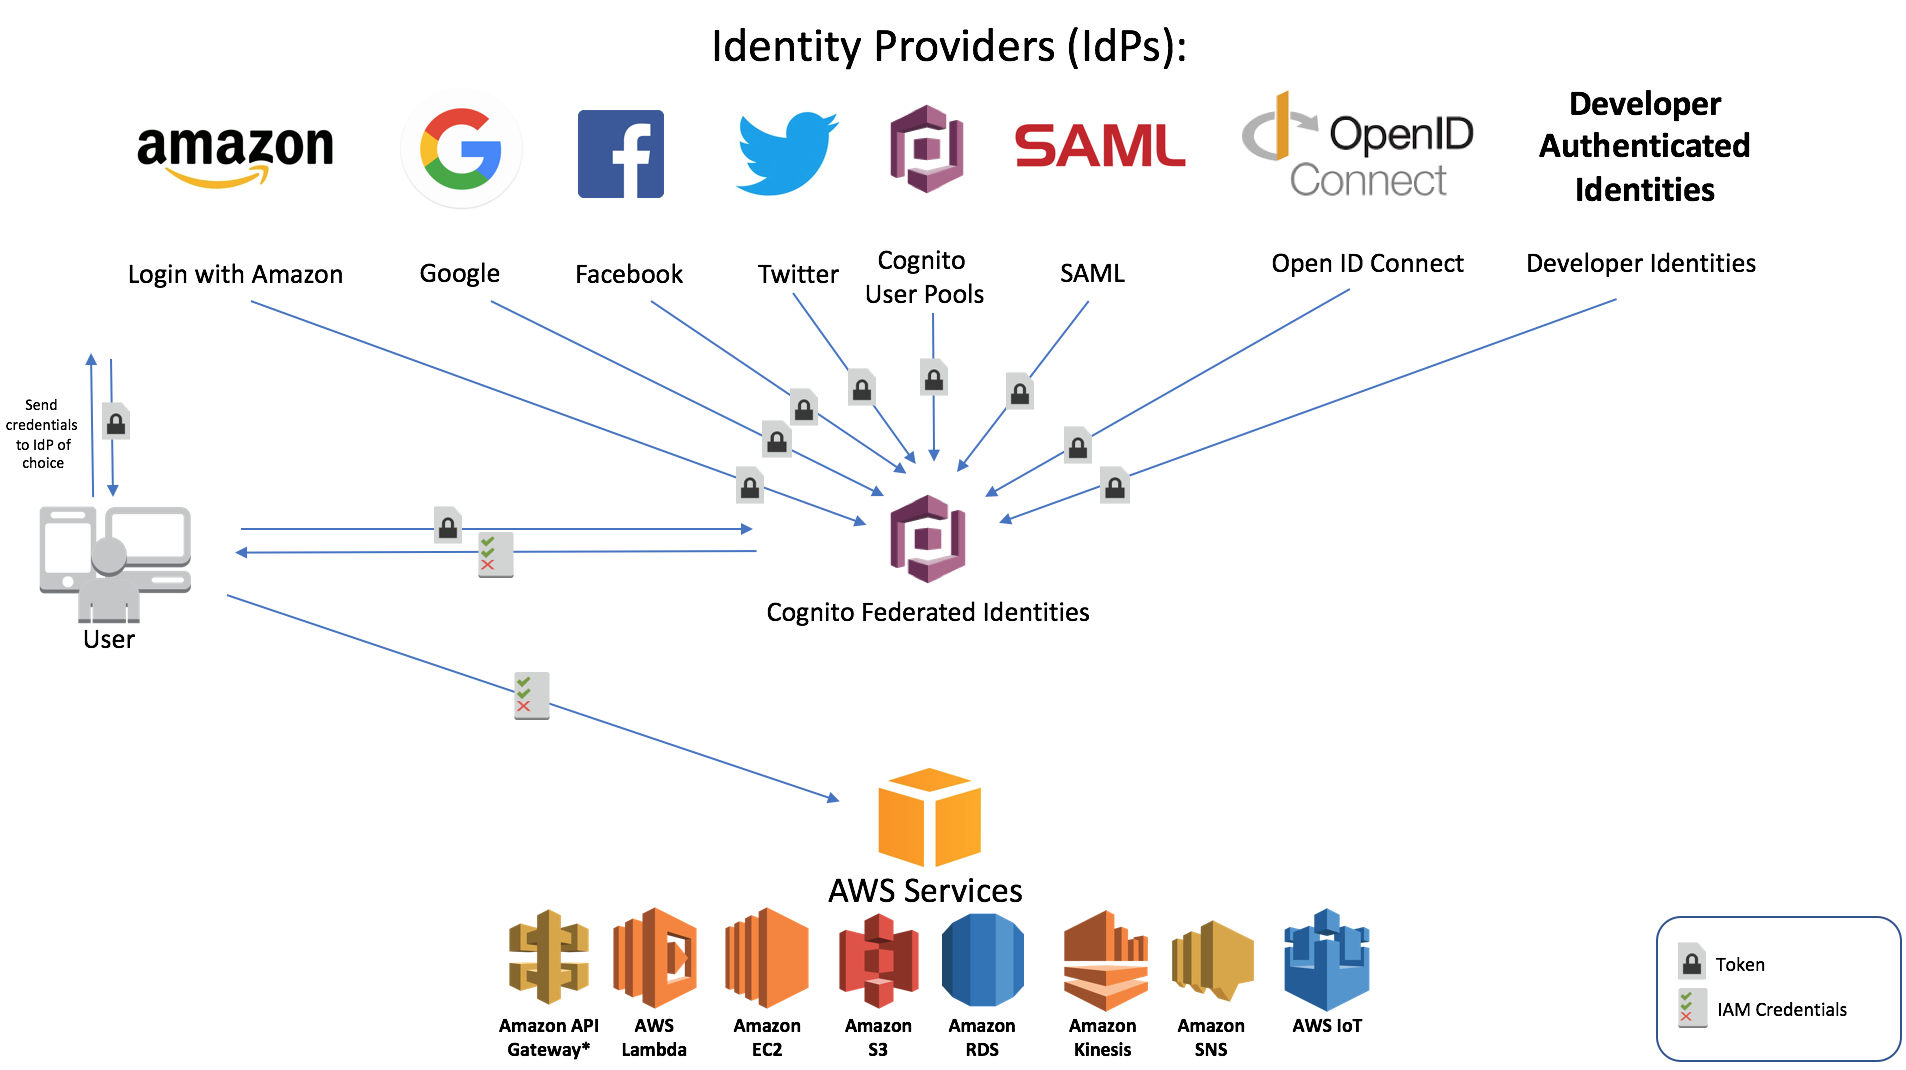 Identity Providers (IdPs):
amazon
SAML
OpenID
Connect
Developer
Authenticated
Identities
Login with Amazon
Google
Facebook
Twitter
Cognito
User Pools
SAML
Open ID Connect
Developer Identities
Send
credentials
to IdP of
choice
User
Cognito Federated Identities
AWS Services
Amazon API
Gateway*
AWS
Lambda
Amazon
EC2
Amazon
S3
Amazon
RDS
Amazon
Kinesis
Amazon
SNS
AWS IoT
Token
IAM Credentials